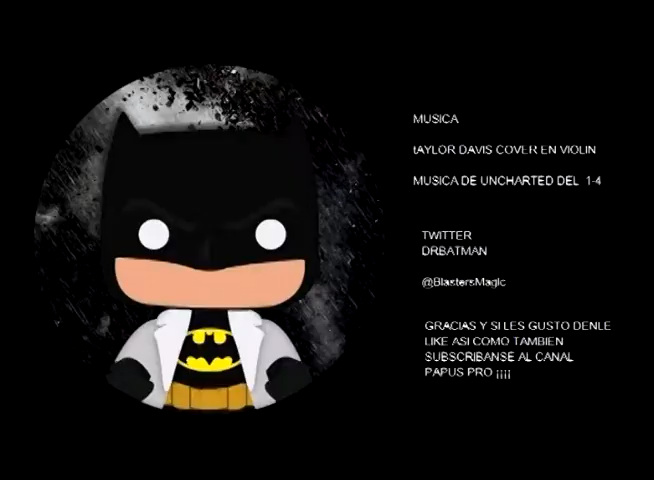 MUSICA
tAYLOR DAVIS COVER EN VIOLIN
MUSICA DE UNCHARTED DEL 1-4
TWITTER
DRBATMAN
@BlastersMagic
GRACIAS Y SI LES GUSTO DENLE
LIKE ASI COMO TAMBIEN
SUBSCRIBANSE AL CANAL
PAPUS PRO ¡¡¡¡